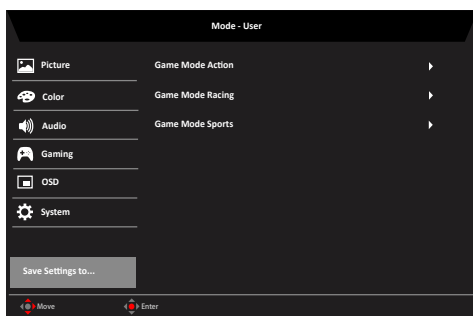 Mode - User
Picture
Game Mode Action
Color
Game Mode Racing
Audio
Game Mode Sports
Gaming
OSD
System
Save Settings to...
Move
Enter